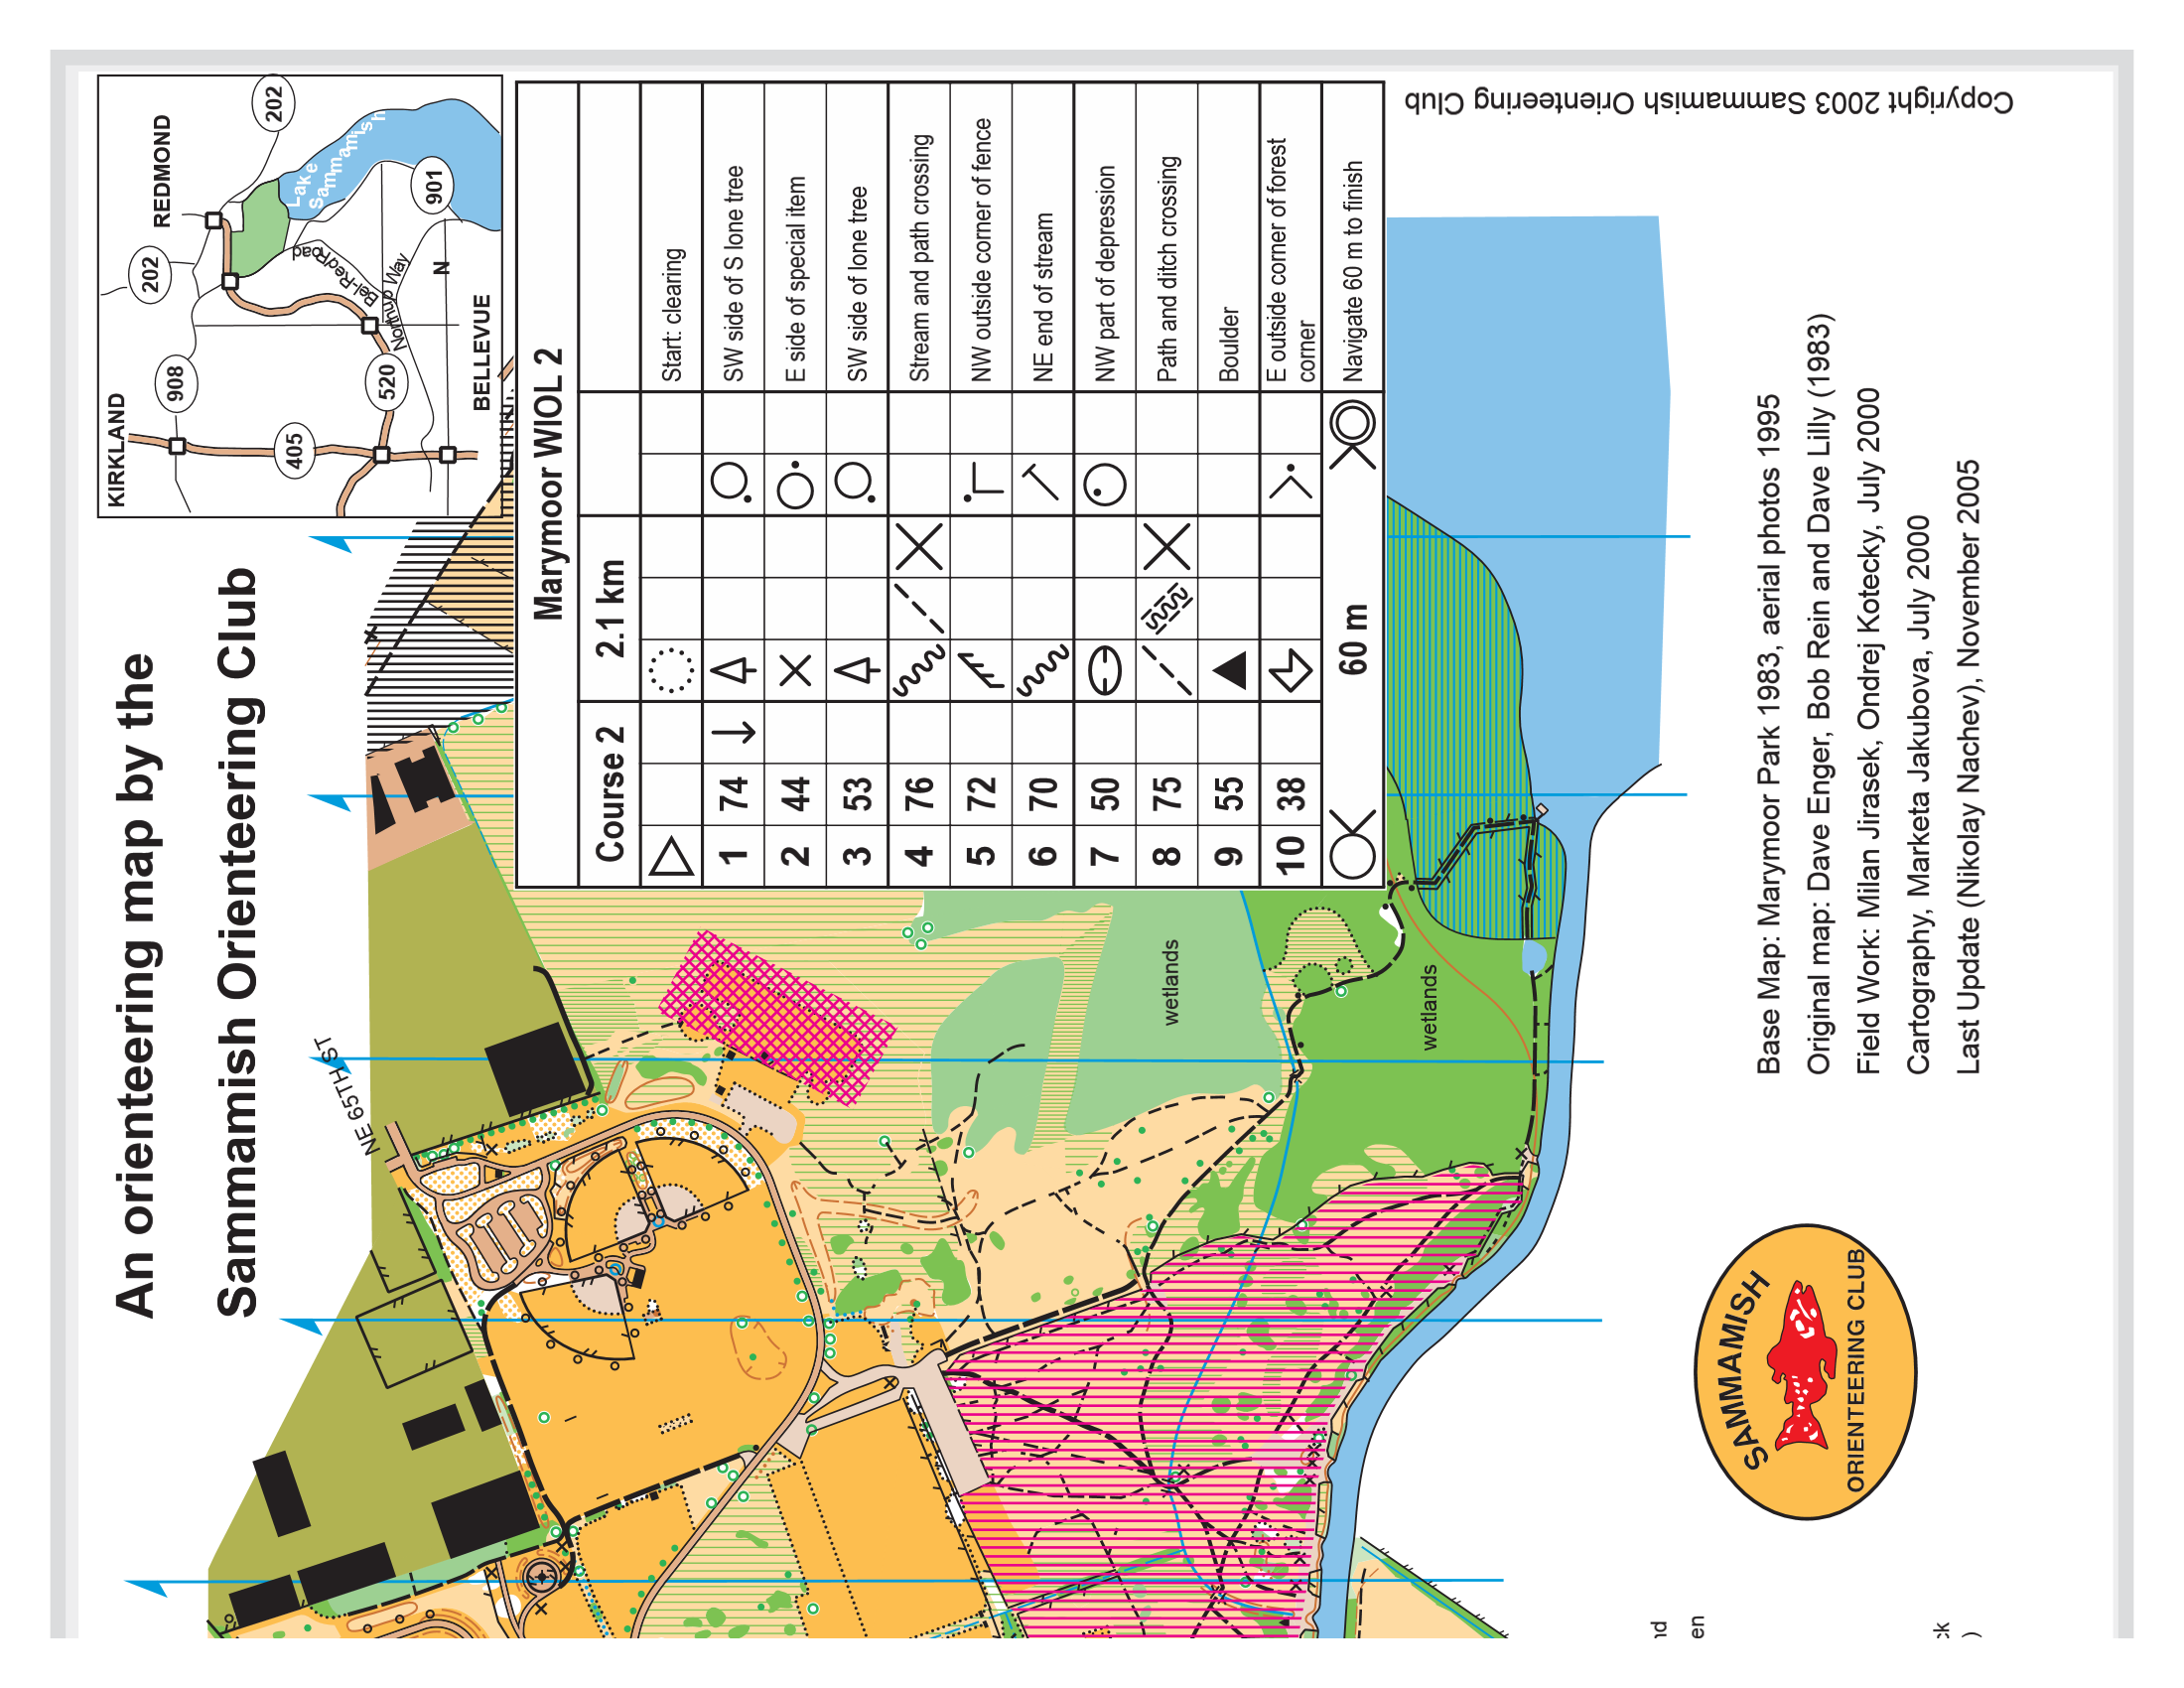 An orienteering map by the
Sammamish Orienteering Club
KIRKLAND
REDMOND
BELLEVUE
908
202
202
405
520
901
Lake
Sammamish
Bel-Red Road
Northup Way
N
NE 65TH ST
Marymoor WIOL 2
Course 2 2.1 km
Start: clearing
1 74 SW side of S lone tree
2 44 E side of special item
3 53 SW side of lone tree
4 76 Stream and path crossing
5 72 NW outside corner of fence
6 70 NE end of stream
7 50 NW part of depression
8 75 Path and ditch crossing
9 55 Boulder
10 38 E outside corner of forest
corner
60 m Navigate 60 m to finish
wetlands
wetlands
Copyright 2003 Sammamish Orienteering Club
Base Map: Marymoor Park 1983, aerial photos 1995
Original map: Dave Enger, Bob Rein and Dave Lilly (1983)
Field Work: Milan Jirasek, Ondrej Kotecky, July 2000
Cartography, Marketa Jakubova, July 2000
Last Update (Nikolay Nachev), November 2005
SAMMAMISH
ORIENTEERING CLUB
nd
en
ck
)